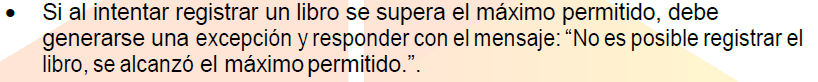 • Si al intentar registrar un libro se supera el máximo permitido, debe
generarse una excepción y responder con el mensaje: “No es posible registrar el
libro, se alcanzó el máximo permitido.”.